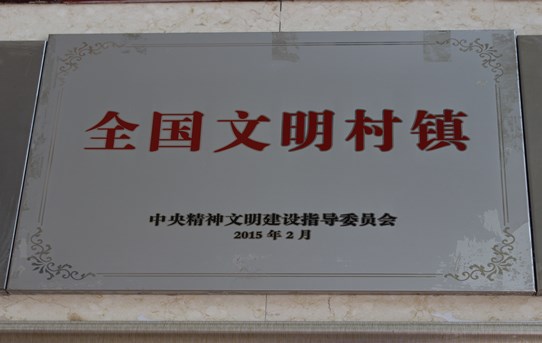 全国文明村镇
中央精神文明建设指导委员会
2015 年 2 月